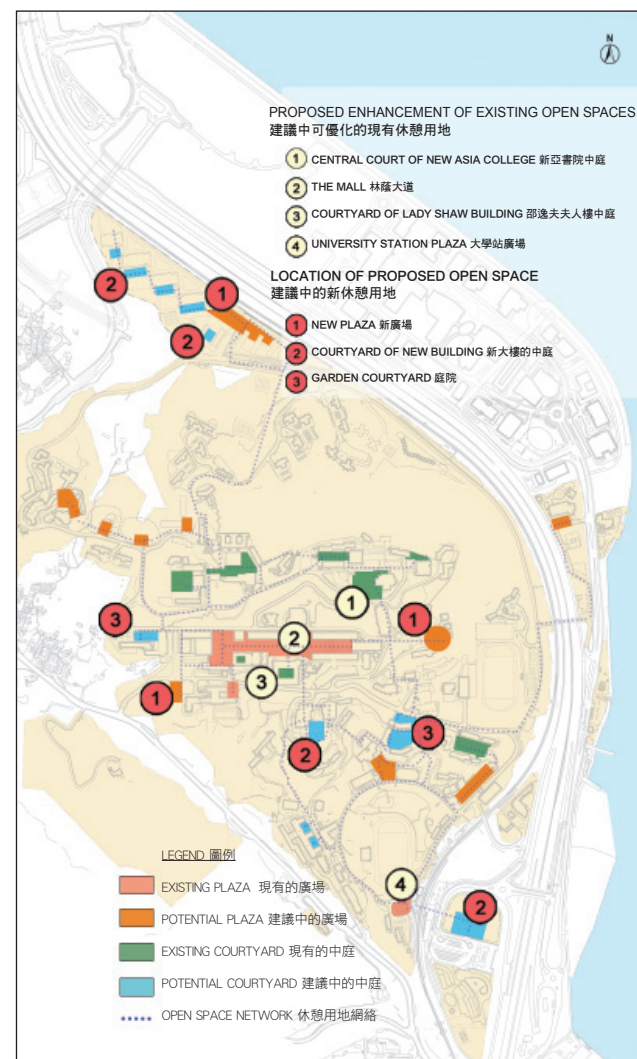 N
PROPOSED ENHANCEMENT OF EXISTING OPEN SPACES
建議中可優化的現有休憩用地
1 CENTRAL COURT OF NEW ASIA COLLEGE 新亞書院中庭
2 THE MALL 林蔭大道
3 COURTYARD OF LADY SHAW BUILDING 邵逸夫夫人樓中庭
4 UNIVERSITY STATION PLAZA 大學站廣場
LOCATION OF PROPOSED OPEN SPACE
建議中的新休憩用地
1 NEW PLAZA 新廣場
2 COURTYARD OF NEW BUILDING 新大樓的中庭
3 GARDEN COURTYARD 庭院
2
1
2
1
3
1
2
3
1
3
2
4
2
LEGEND 圖例
EXISTING PLAZA 現有的廣場
POTENTIAL PLAZA 建議中的廣場
EXISTING COURTYARD 現有的中庭
POTENTIAL COURTYARD 建議中的中庭
OPEN SPACE NETWORK 休憩用地網絡